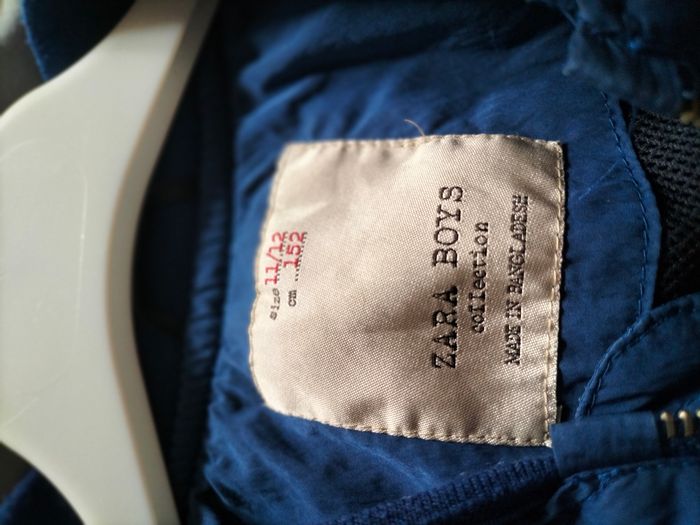 size 11/12
cm 152
ZARA BOYS
collection
MADE IN BANGLADESH